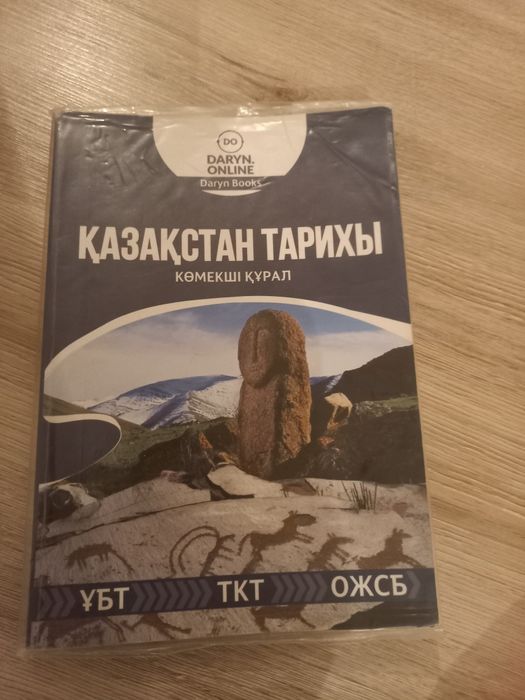 DO
DARYN.
ONLINE
Daryn Books
ҚАЗАҚСТАН ТАРИХЫ
КӨМЕКШІ ҚҰРАЛ
ҰБТ ТКТ ОЖСБ